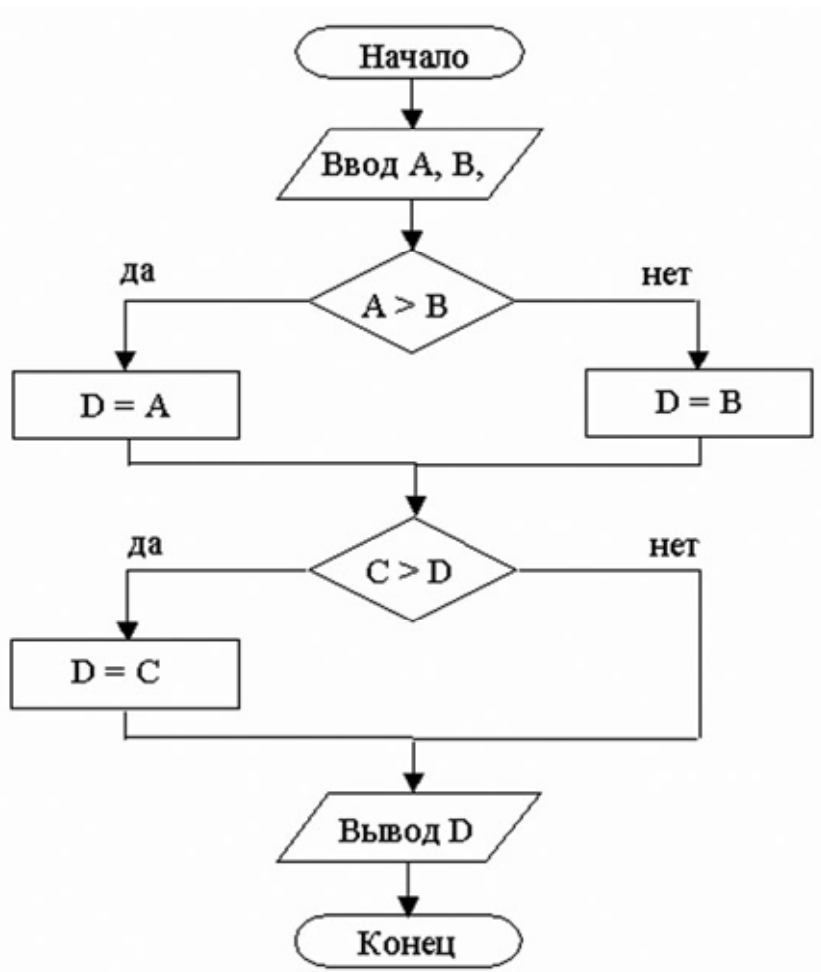 Начало
Ввод A, B,
да
A > B
нет
D = A
D = B
да
C > D
нет
D = C
Вывод D
Конец